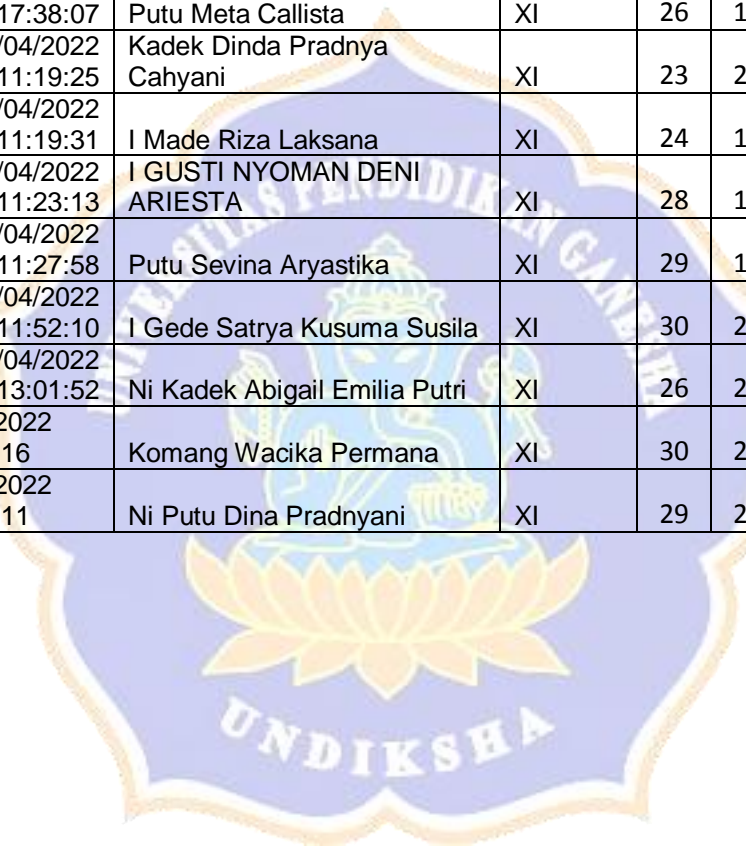 17:38:07 Putu Meta Callista XI 26 1
/04/2022 Kadek Dinda Pradnya
11:19:25 Cahyani XI 23 2
/04/2022
11:19:31 I Made Riza Laksana XI 24 1
/04/2022 I GUSTI NYOMAN DENI
11:23:13 ARIESTA XI 28 1
/04/2022
11:27:58 Putu Sevina Aryastika XI 29 1
/04/2022
11:52:10 I Gede Satrya Kusuma Susila XI 30 2
/04/2022
13:01:52 Ni Kadek Abigail Emilia Putri XI 26 2
2022
16 Komang Wacika Permana XI 30 2
2022
11 Ni Putu Dina Pradnyani XI 29 2
UNIVERSITAS PENDIDIKAN GANESHA
UNDIKSHA